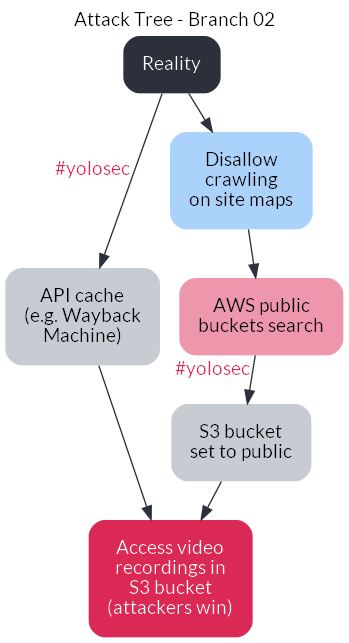 Attack Tree - Branch 02
Reality
#yolosec
Disallow
crawling
on site maps
API cache
(e.g. Wayback
Machine)
AWS public
buckets search
#yolosec
S3 bucket
set to public
Access video
recordings in
S3 bucket
(attackers win)